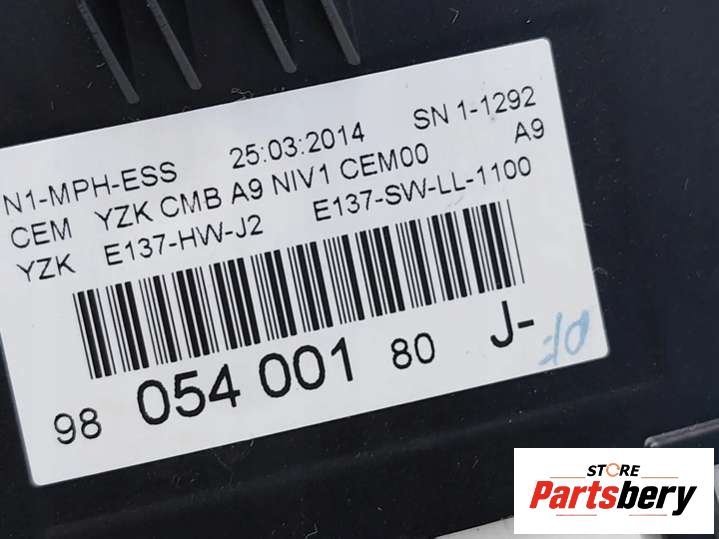 N1-MPH-ESS 25:03:2014 SN 1-1292
CEM YZK CMB A9 NIV1 CEM00 A9
YZK E137-HW-J2 E137-SW-LL-1100
98 054 001 80 J-
STORE
Partsbery